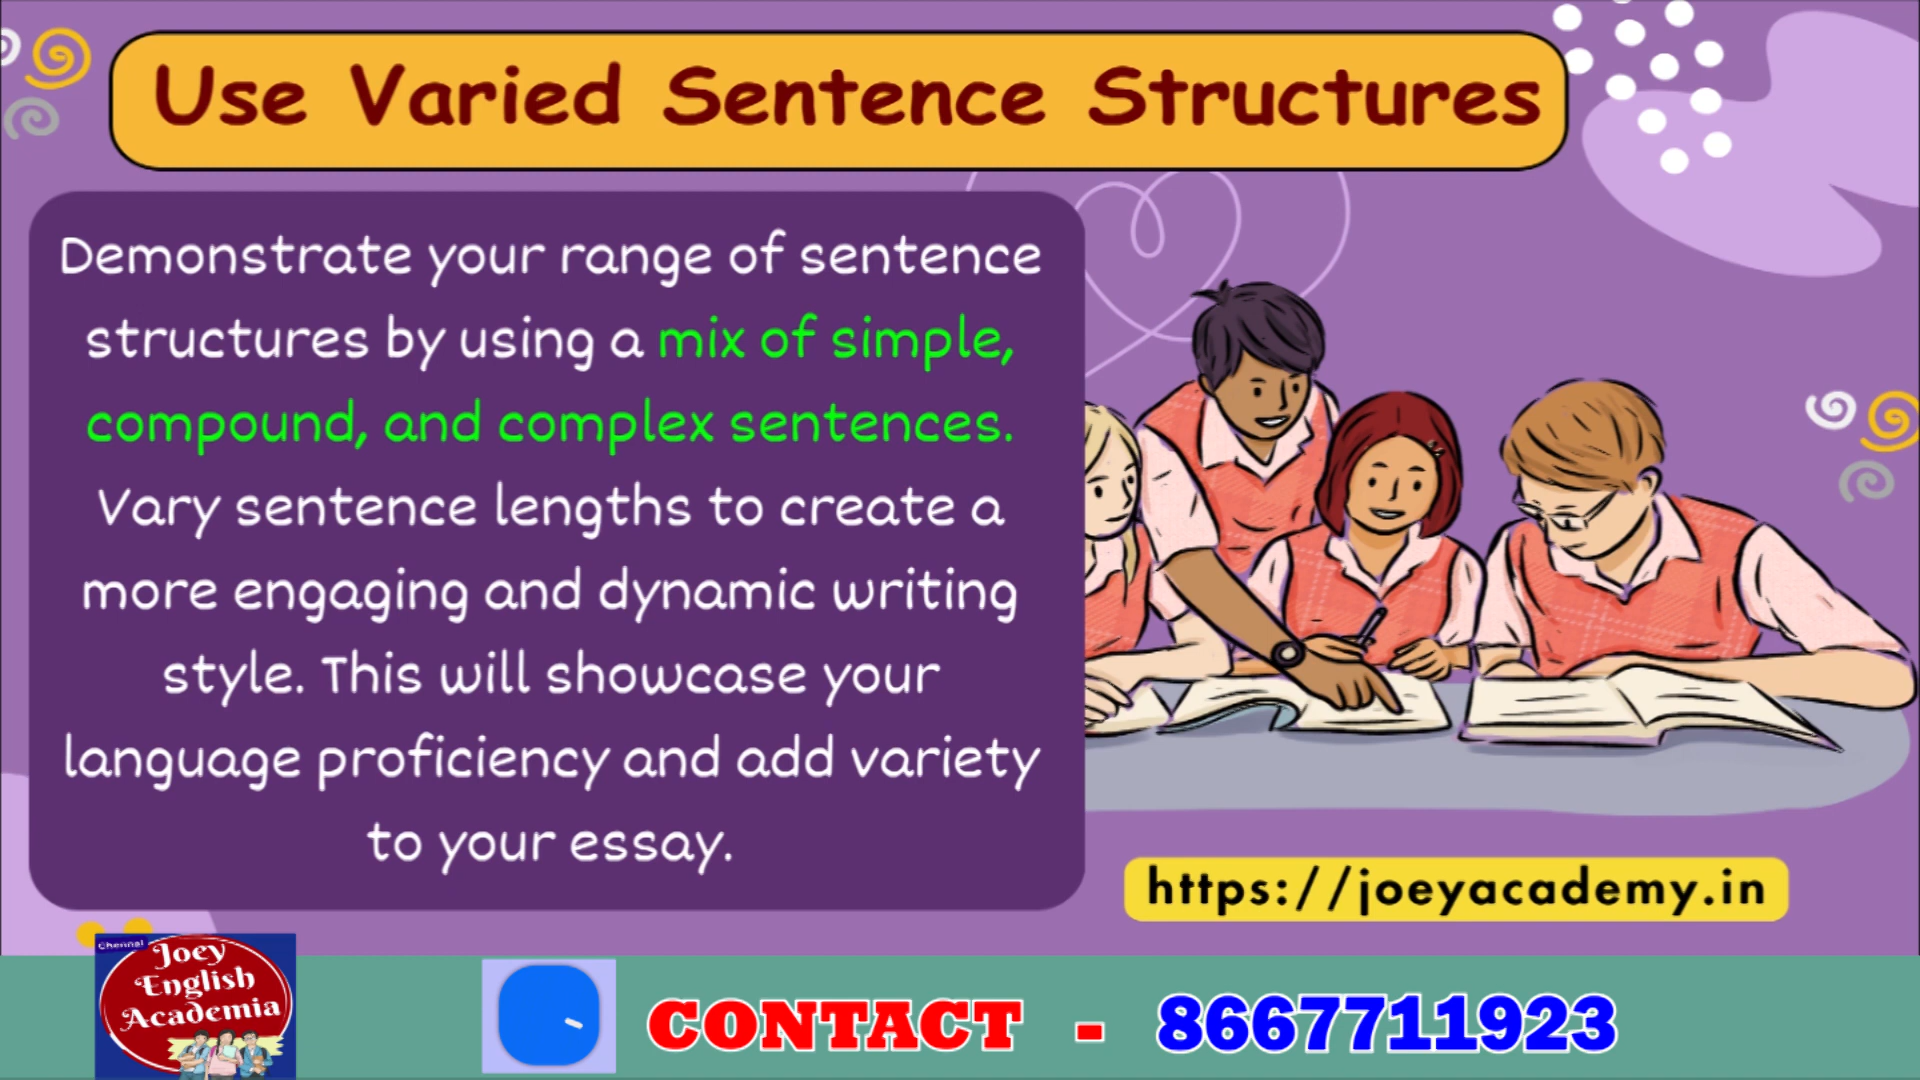 Use Varied Sentence Structures
Demonstrate your range of sentence
structures by using a mix of simple,
compound, and complex sentences.
Vary sentence lengths to create a
more engaging and dynamic writing
style. This will showcase your
language proficiency and add variety
to your essay.
https://joeyacademy.in
Chennai
Joey
English
Academia
CONTACT - 8667711923